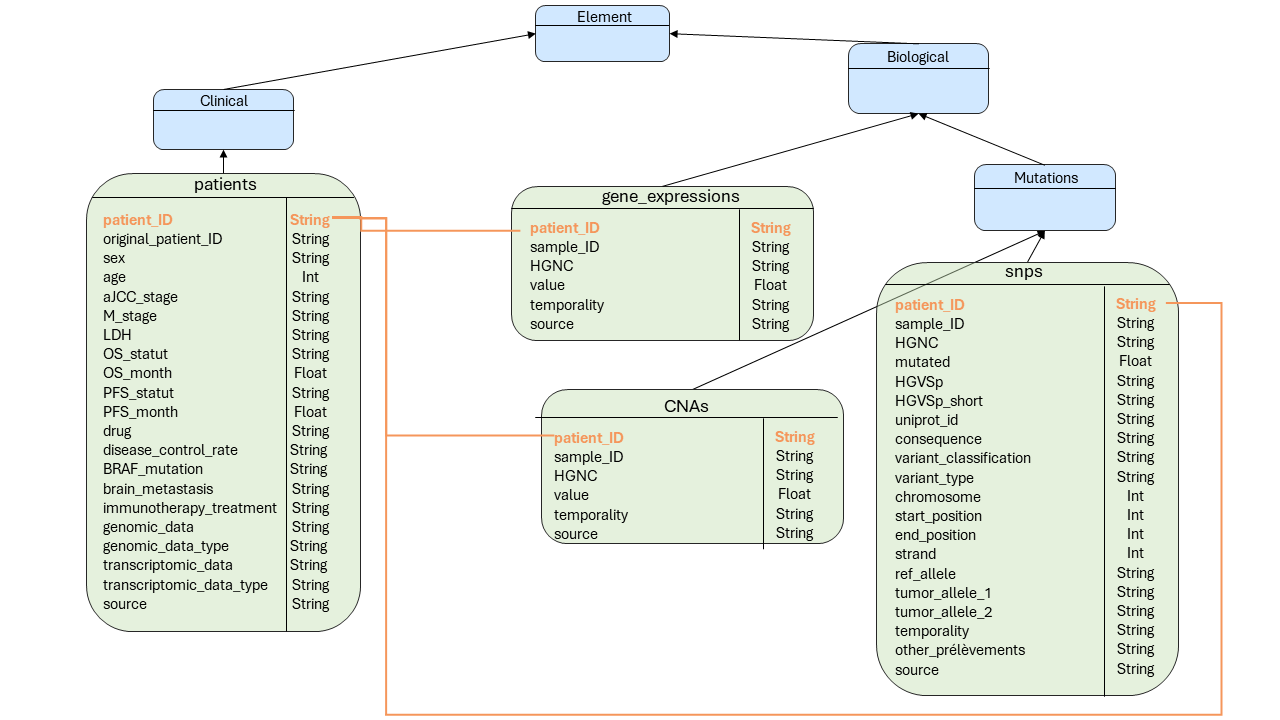 Element
Biological
Clinical
Mutations
patients
patient_ID String
original_patient_ID String
sex String
age Int
aJCC_stage String
M_stage String
LDH String
OS_statut String
OS_month Float
PFS_statut String
PFS_month Float
drug String
disease_control_rate String
BRAF_mutation String
brain_metastasis String
immunotherapy_treatment String
genomic_data String
genomic_data_type String
transcriptomic_data String
transcriptomic_data_type String
source String
gene_expressions
patient_ID String
sample_ID String
HGNC String
value Float
temporality String
source String
CNAs
patient_ID String
sample_ID String
HGNC String
value Float
temporality String
source String
snps
patient_ID String
sample_ID String
HGNC String
mutated Float
HGVSp String
HGVSp_short String
uniprot_id String
consequence String
variant_classification String
variant_type String
chromosome Int
start_position Int
end_position Int
strand Int
ref_allele String
tumor_allele_1 String
tumor_allele_2 String
temporality String
other_prélèvements String
source String